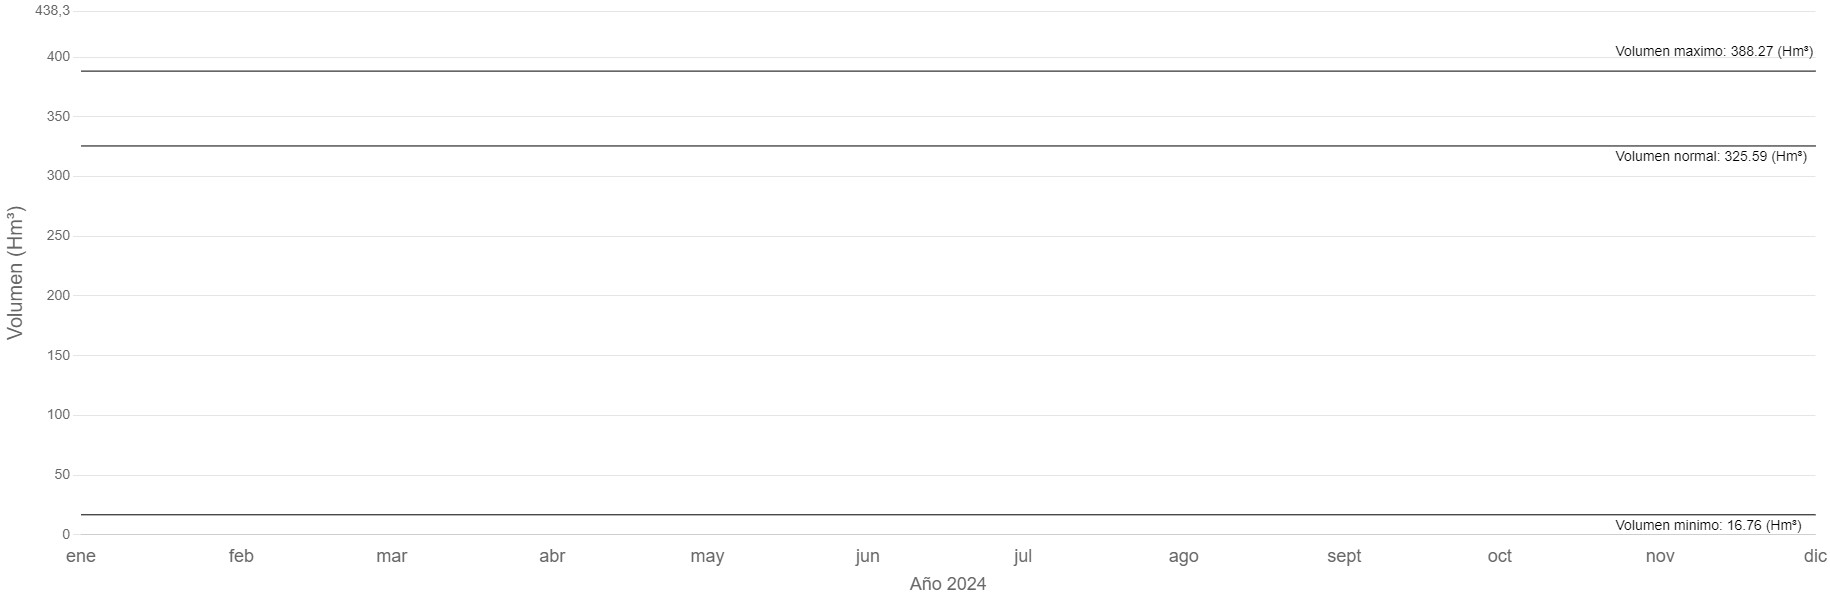 438,3
400
350
300
250
200
150
100
50
0
Volumen (Hm³)
Volumen maximo: 388.27 (Hm³)
Volumen normal: 325.59 (Hm³)
Volumen minimo: 16.76 (Hm³)
ene feb mar abr may jun jul ago sept oct nov dic
Año 2024